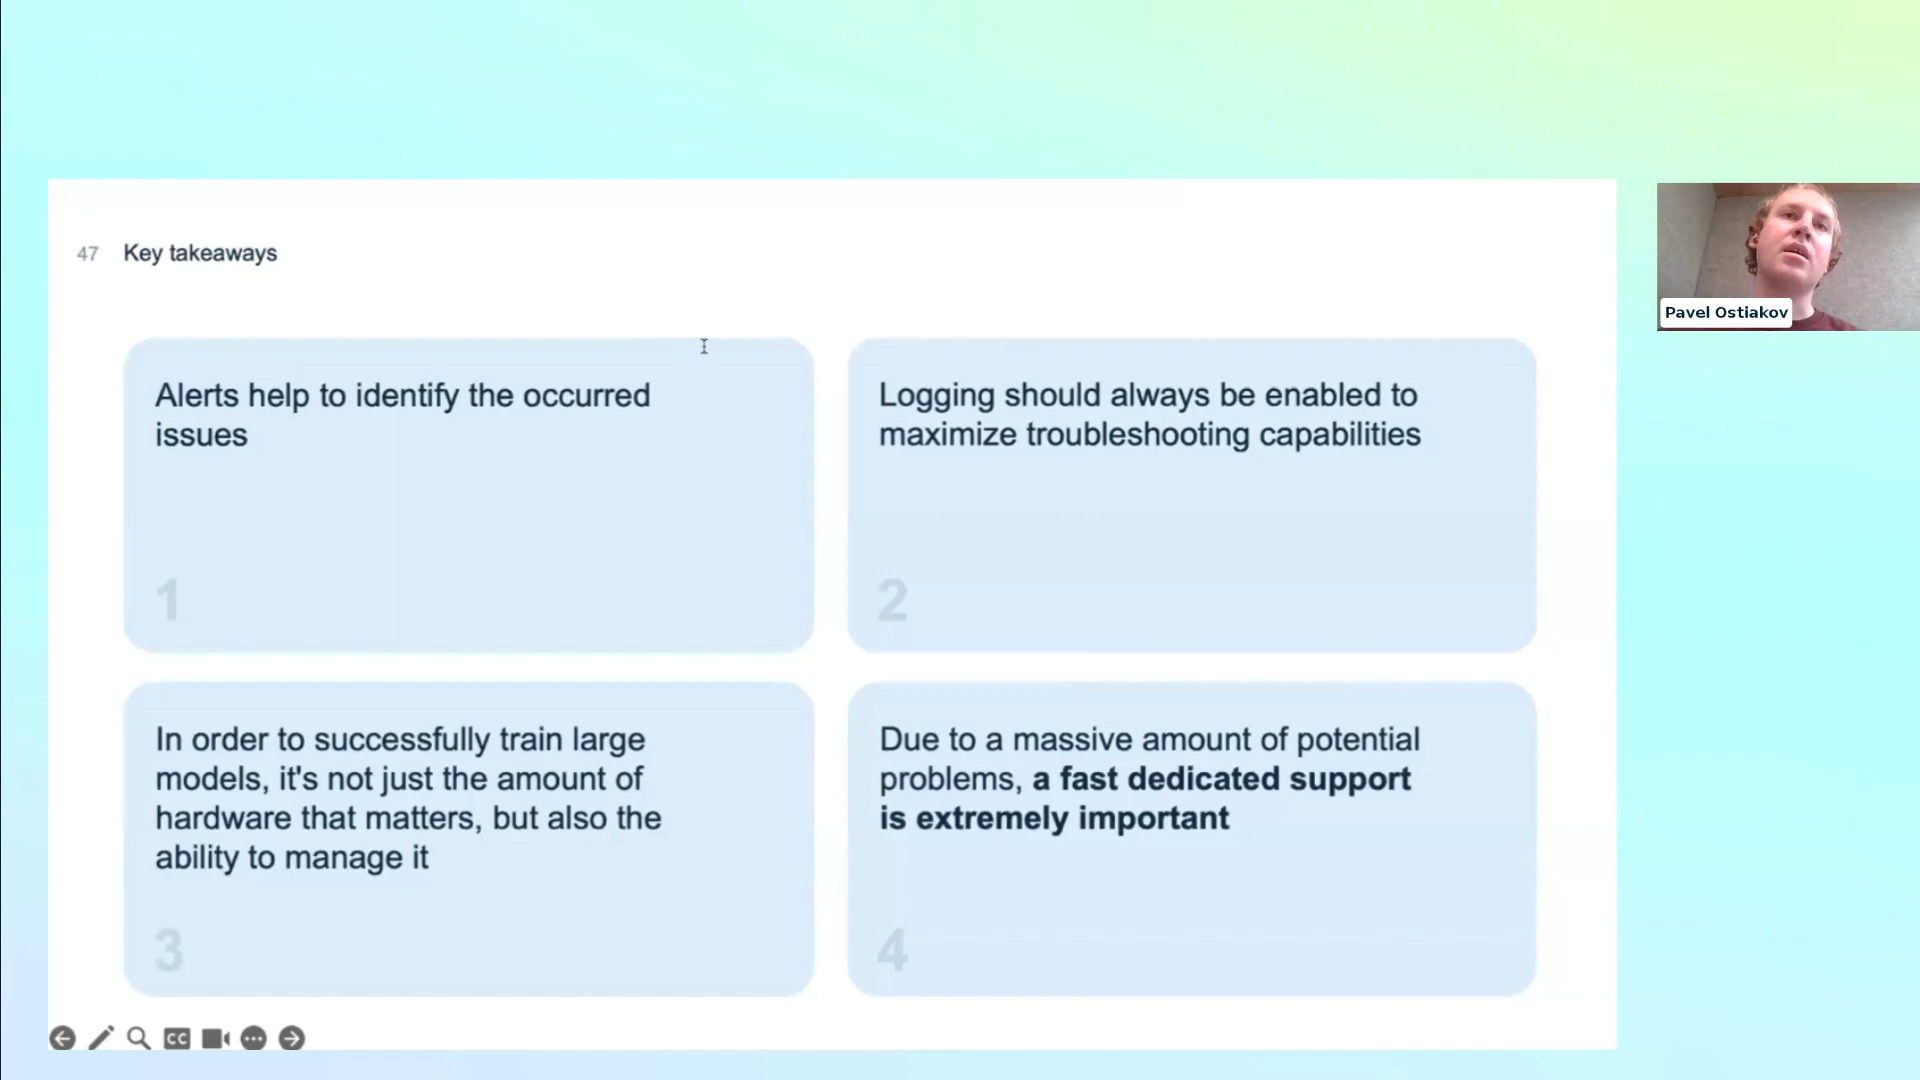 47 Key takeaways
Alerts help to identify the occurred
issues
1
Logging should always be enabled to
maximize troubleshooting capabilities
2
In order to successfully train large
models, it's not just the amount of
hardware that matters, but also the
ability to manage it
3
Due to a massive amount of potential
problems, a fast dedicated support
is extremely important
4
CC
Pavel Ostiakov